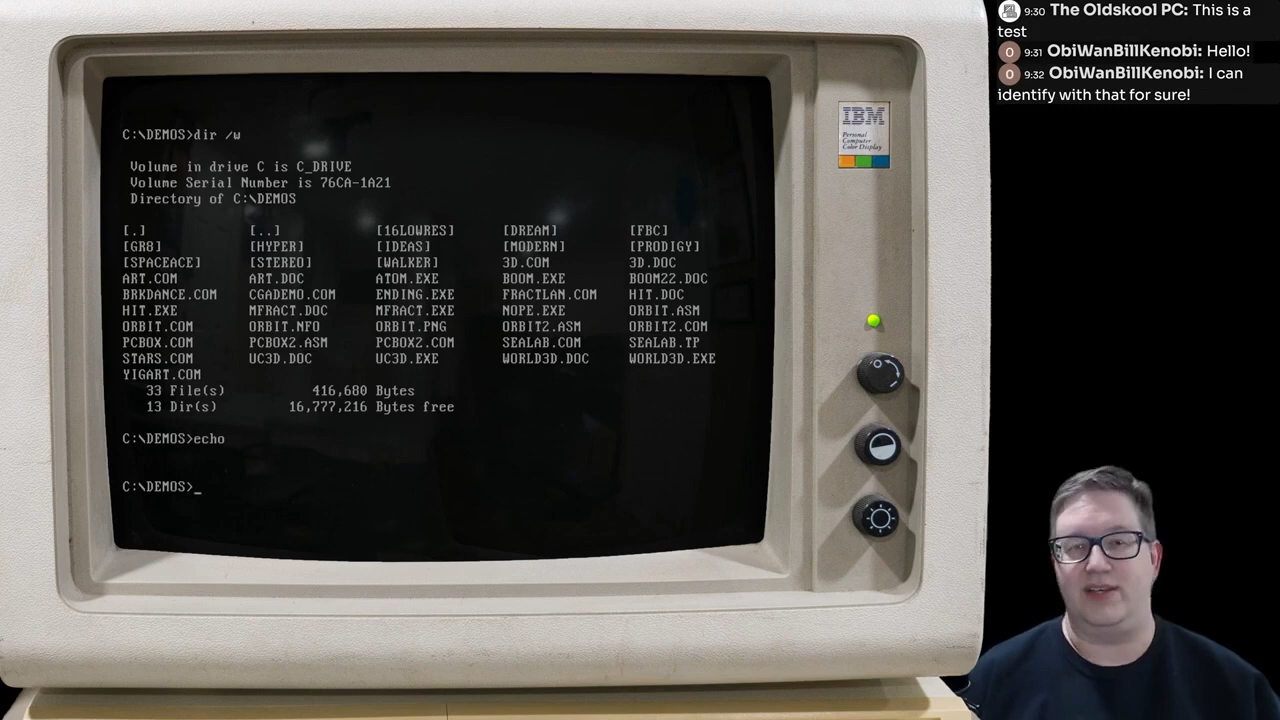 C:\DEMOS>dir /w
Volume in drive C is C_DRIVE
Volume Serial Number is 76CA-1A21
Directory of C:\DEMOS
[.] [..] [16LOWRES] [DREAM] [FBC]
[GR8] [HYPER] [IDEAS] [MODERN] [PRODIGY]
[SPACEACE] [STEREO] [WALKER] 3D.COM 3D.DOC
ART.COM ART.DOC ATOM.EXE BOOM.EXE BOOM22.DOC
BRKDANCE.COM CGADEMO.COM ENDING.EXE FRACTLAN.COM HIT.DOC
HIT.EXE MFRACT.DOC MFRACT.EXE NOPE.EXE ORBIT.ASM
ORBIT.COM ORBIT.NFO ORBIT.PNG ORBIT2.ASM ORBIT2.COM
PCBOX.COM PCBOX2.ASM PCBOX2.COM SEALAB.COM SEALAB.TP
STARS.COM UC3D.DOC UC3D.EXE WORLD3D.DOC WORLD3D.EXE
YIGART.COM
33 File(s) 416,680 Bytes
13 Dir(s) 16,777,216 Bytes free
C:\DEMOS>echo
C:\DEMOS>_
IBM
Personal
Computer
Color Display
9:30 The Oldskool PC: This is a
test
O 9:31 ObiWanBillKenobi: Hello!
O 9:32 ObiWanBillKenobi: I can
identify with that for sure!